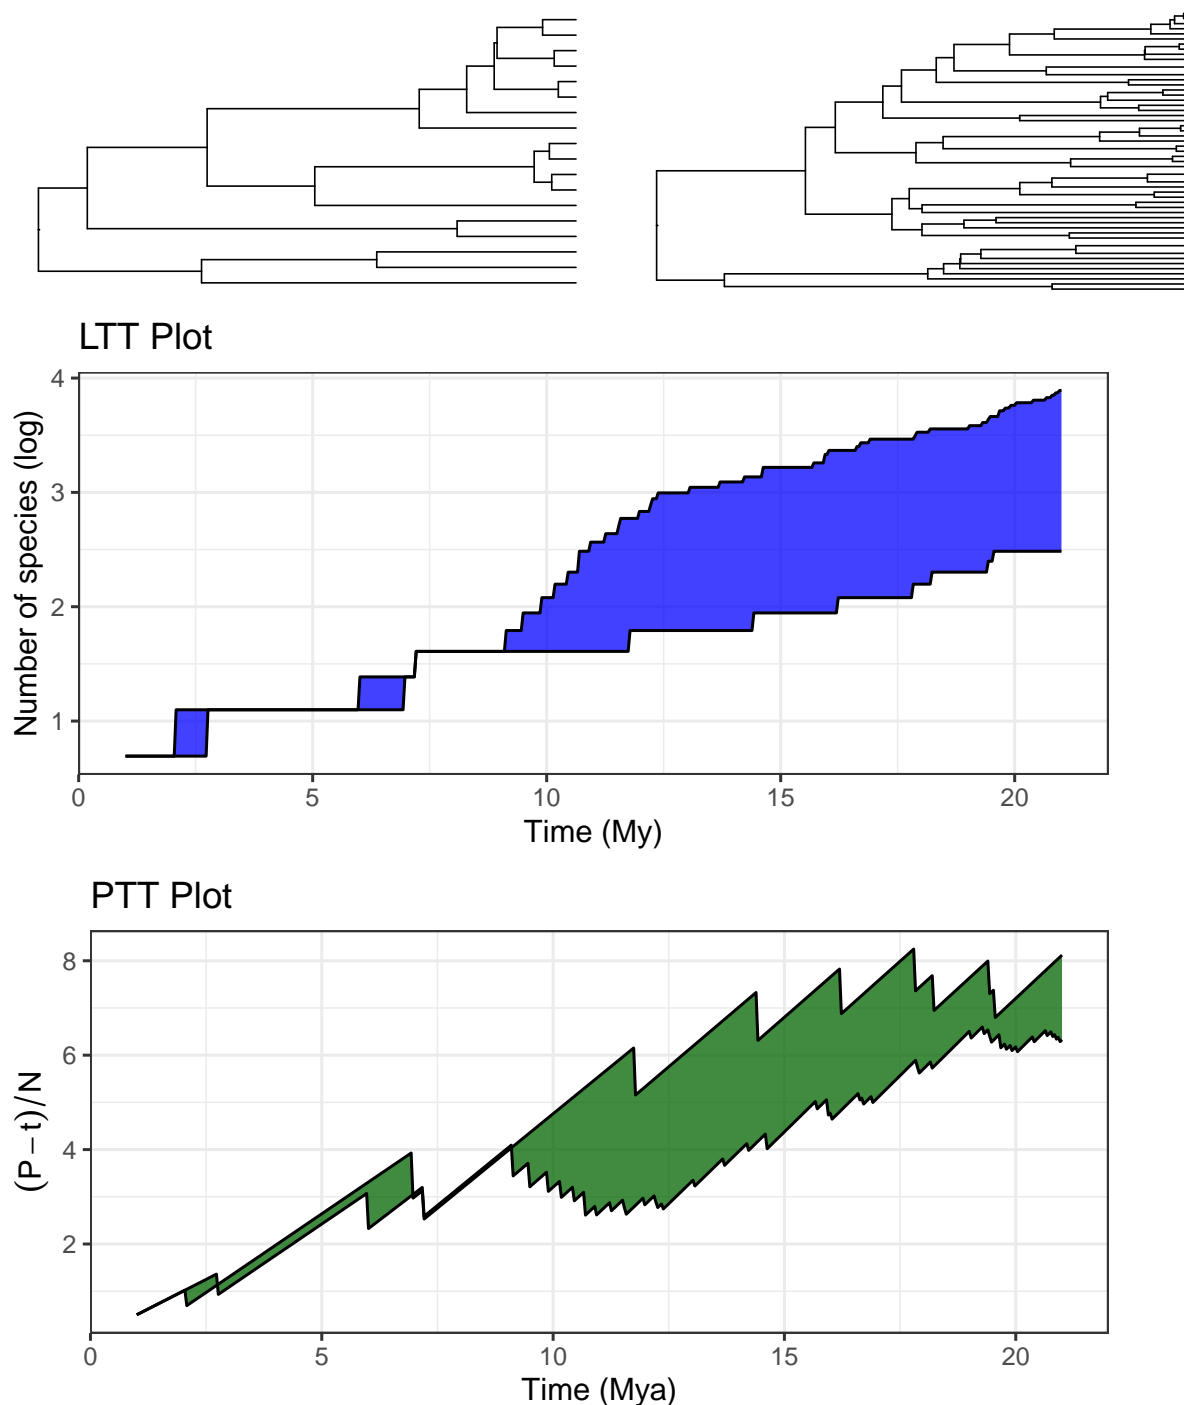 LTT Plot
4
3
2
1
Number of species (log)
0 5 10 15 20
Time (My)
PTT Plot
8
6
4
2
(P − t)/N
0 5 10 15 20
Time (Mya)